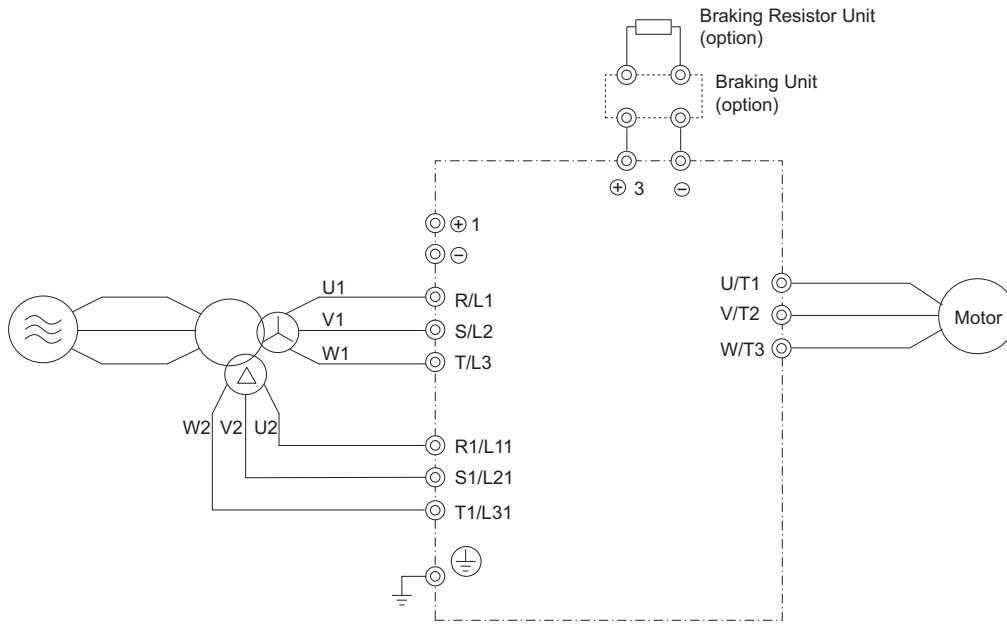 Braking Resistor Unit
(option)
Braking Unit
(option)
⊕ 3 ⊖
⊕ 1
⊖
U1
R/L1
V1
S/L2
W1
T/L3
U/T1
V/T2
W/T3
Motor
W2 V2 U2
R1/L11
S1/L21
T1/L31